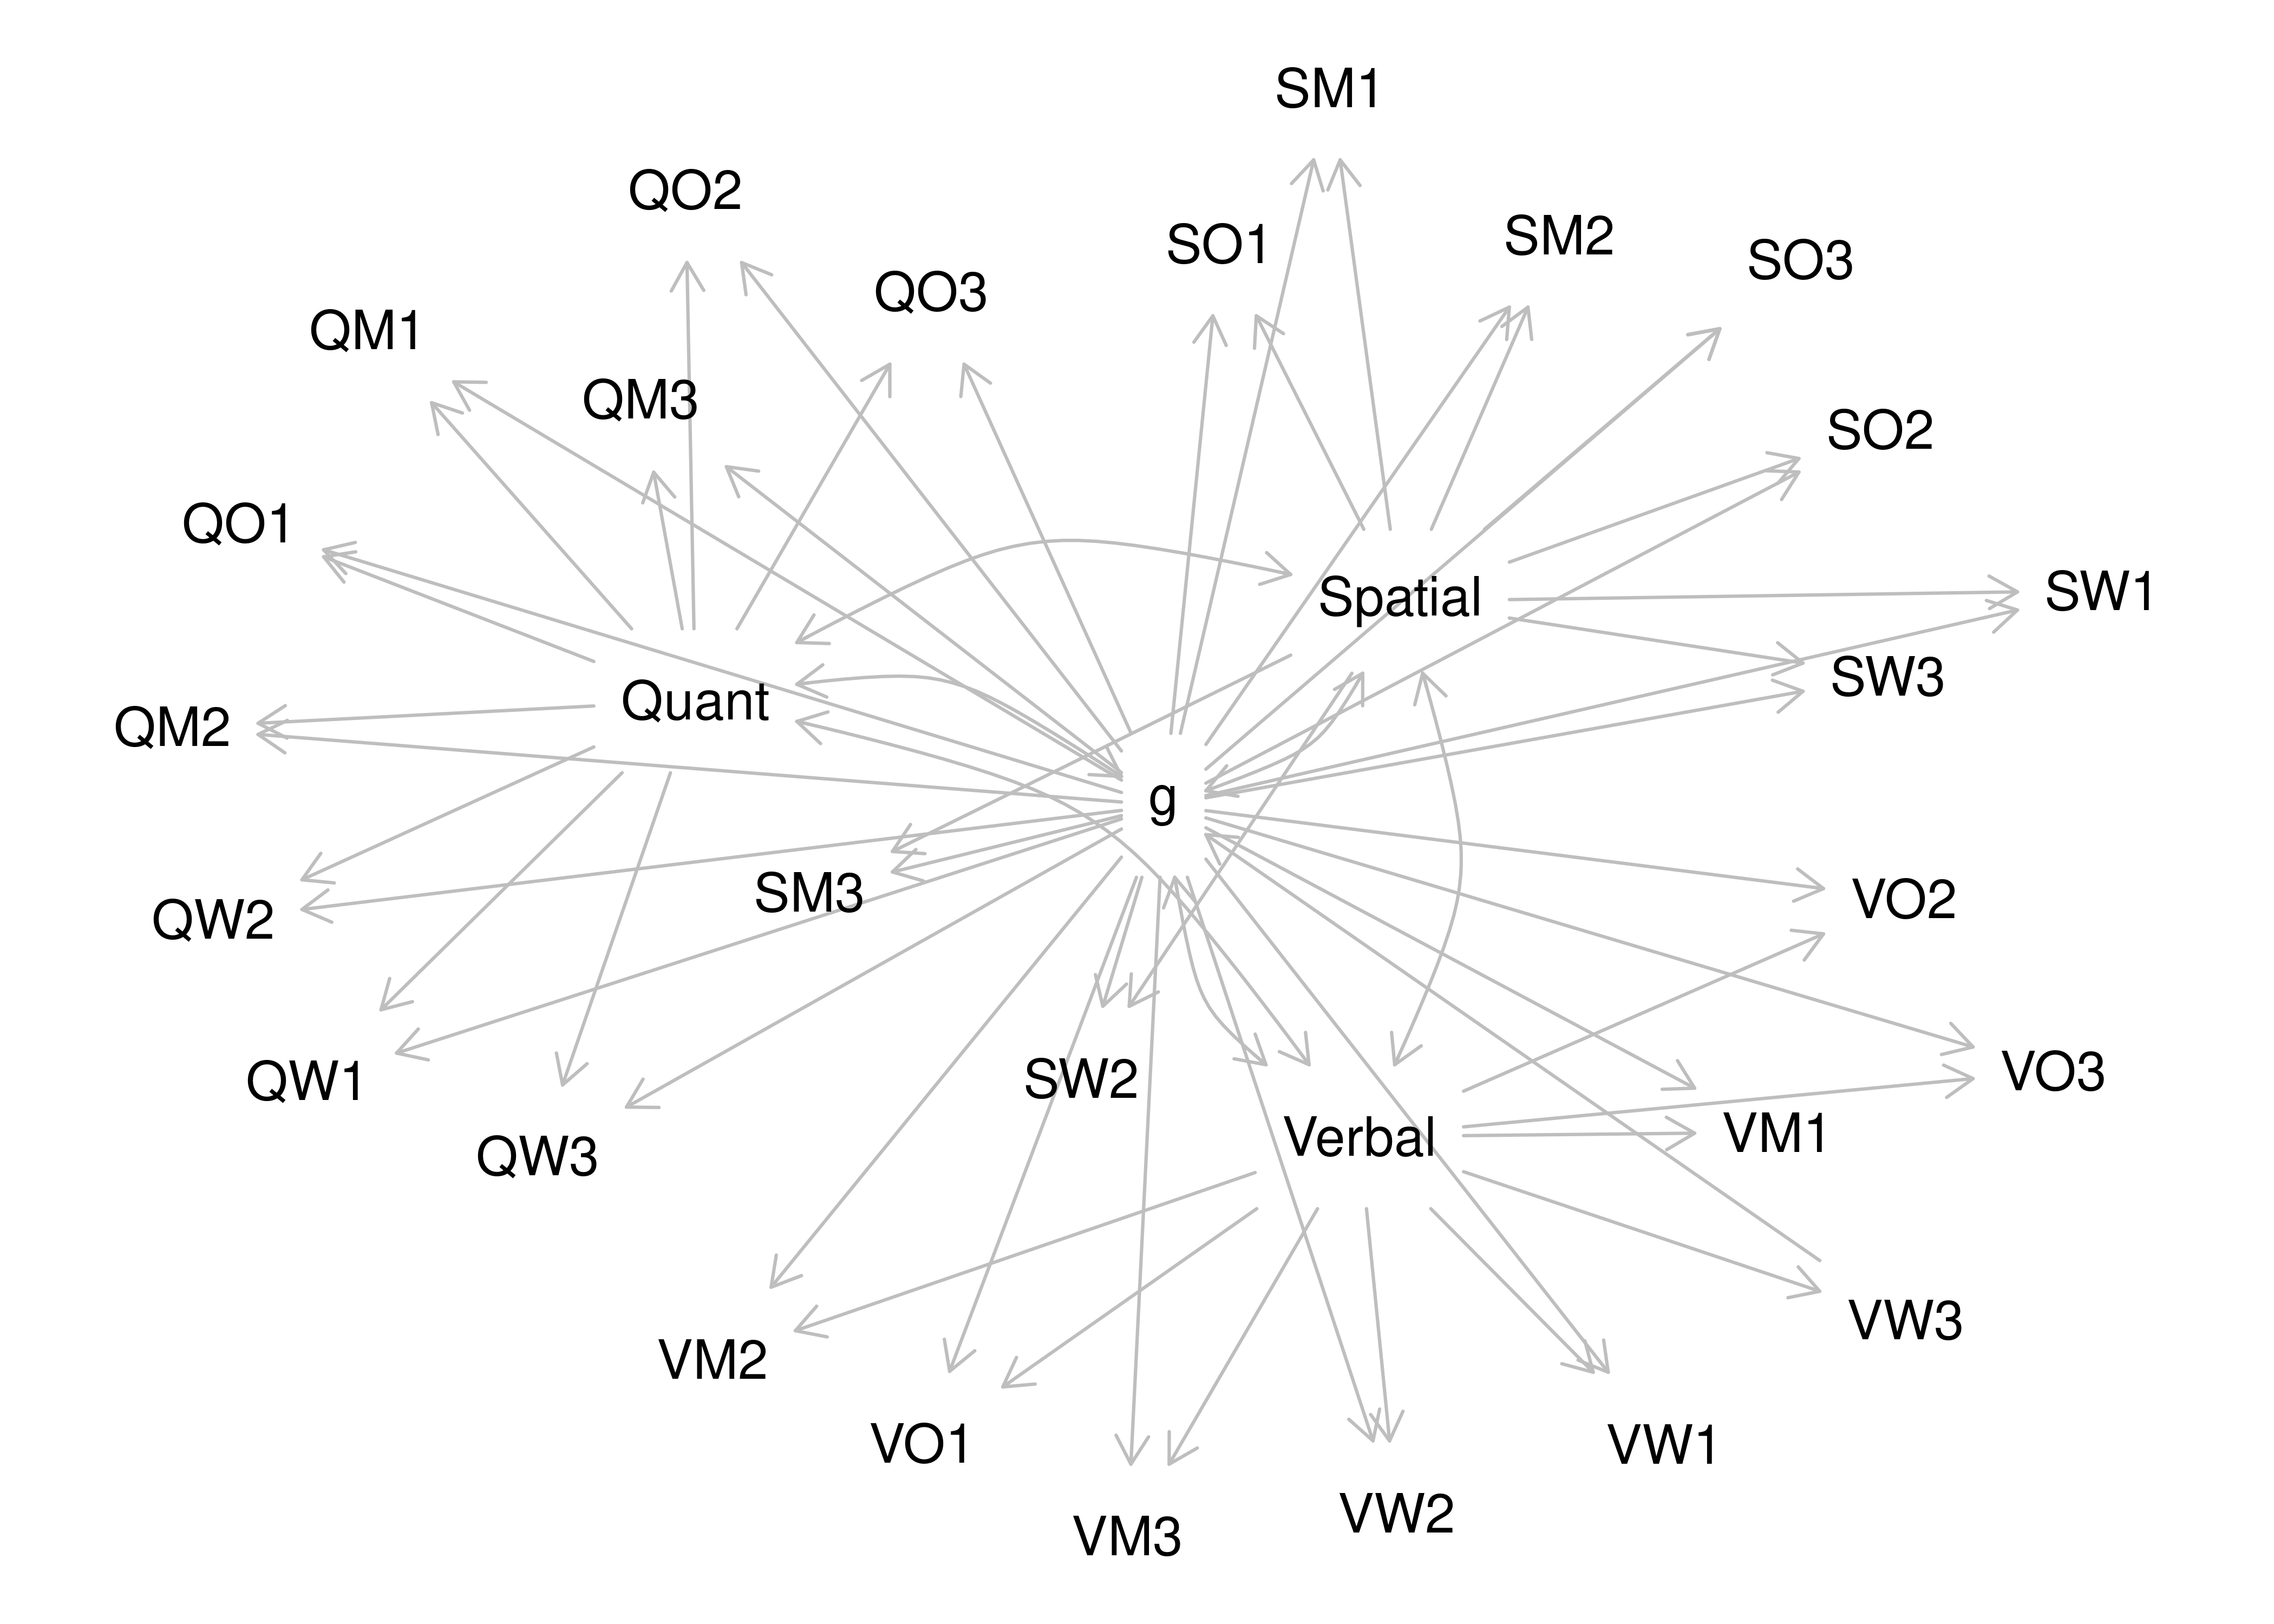 SM1
QO2
SO1
SM2
SO3
QO3
QM1
QM3
SO2
QO1
Spatial
SW1
SW3
Quant
QM2
g
SM3
VO2
QW2
VO3
SW2
QW1
VM1
Verbal
QW3
VW3
VM2
VO1
VW1
VW2
VM3